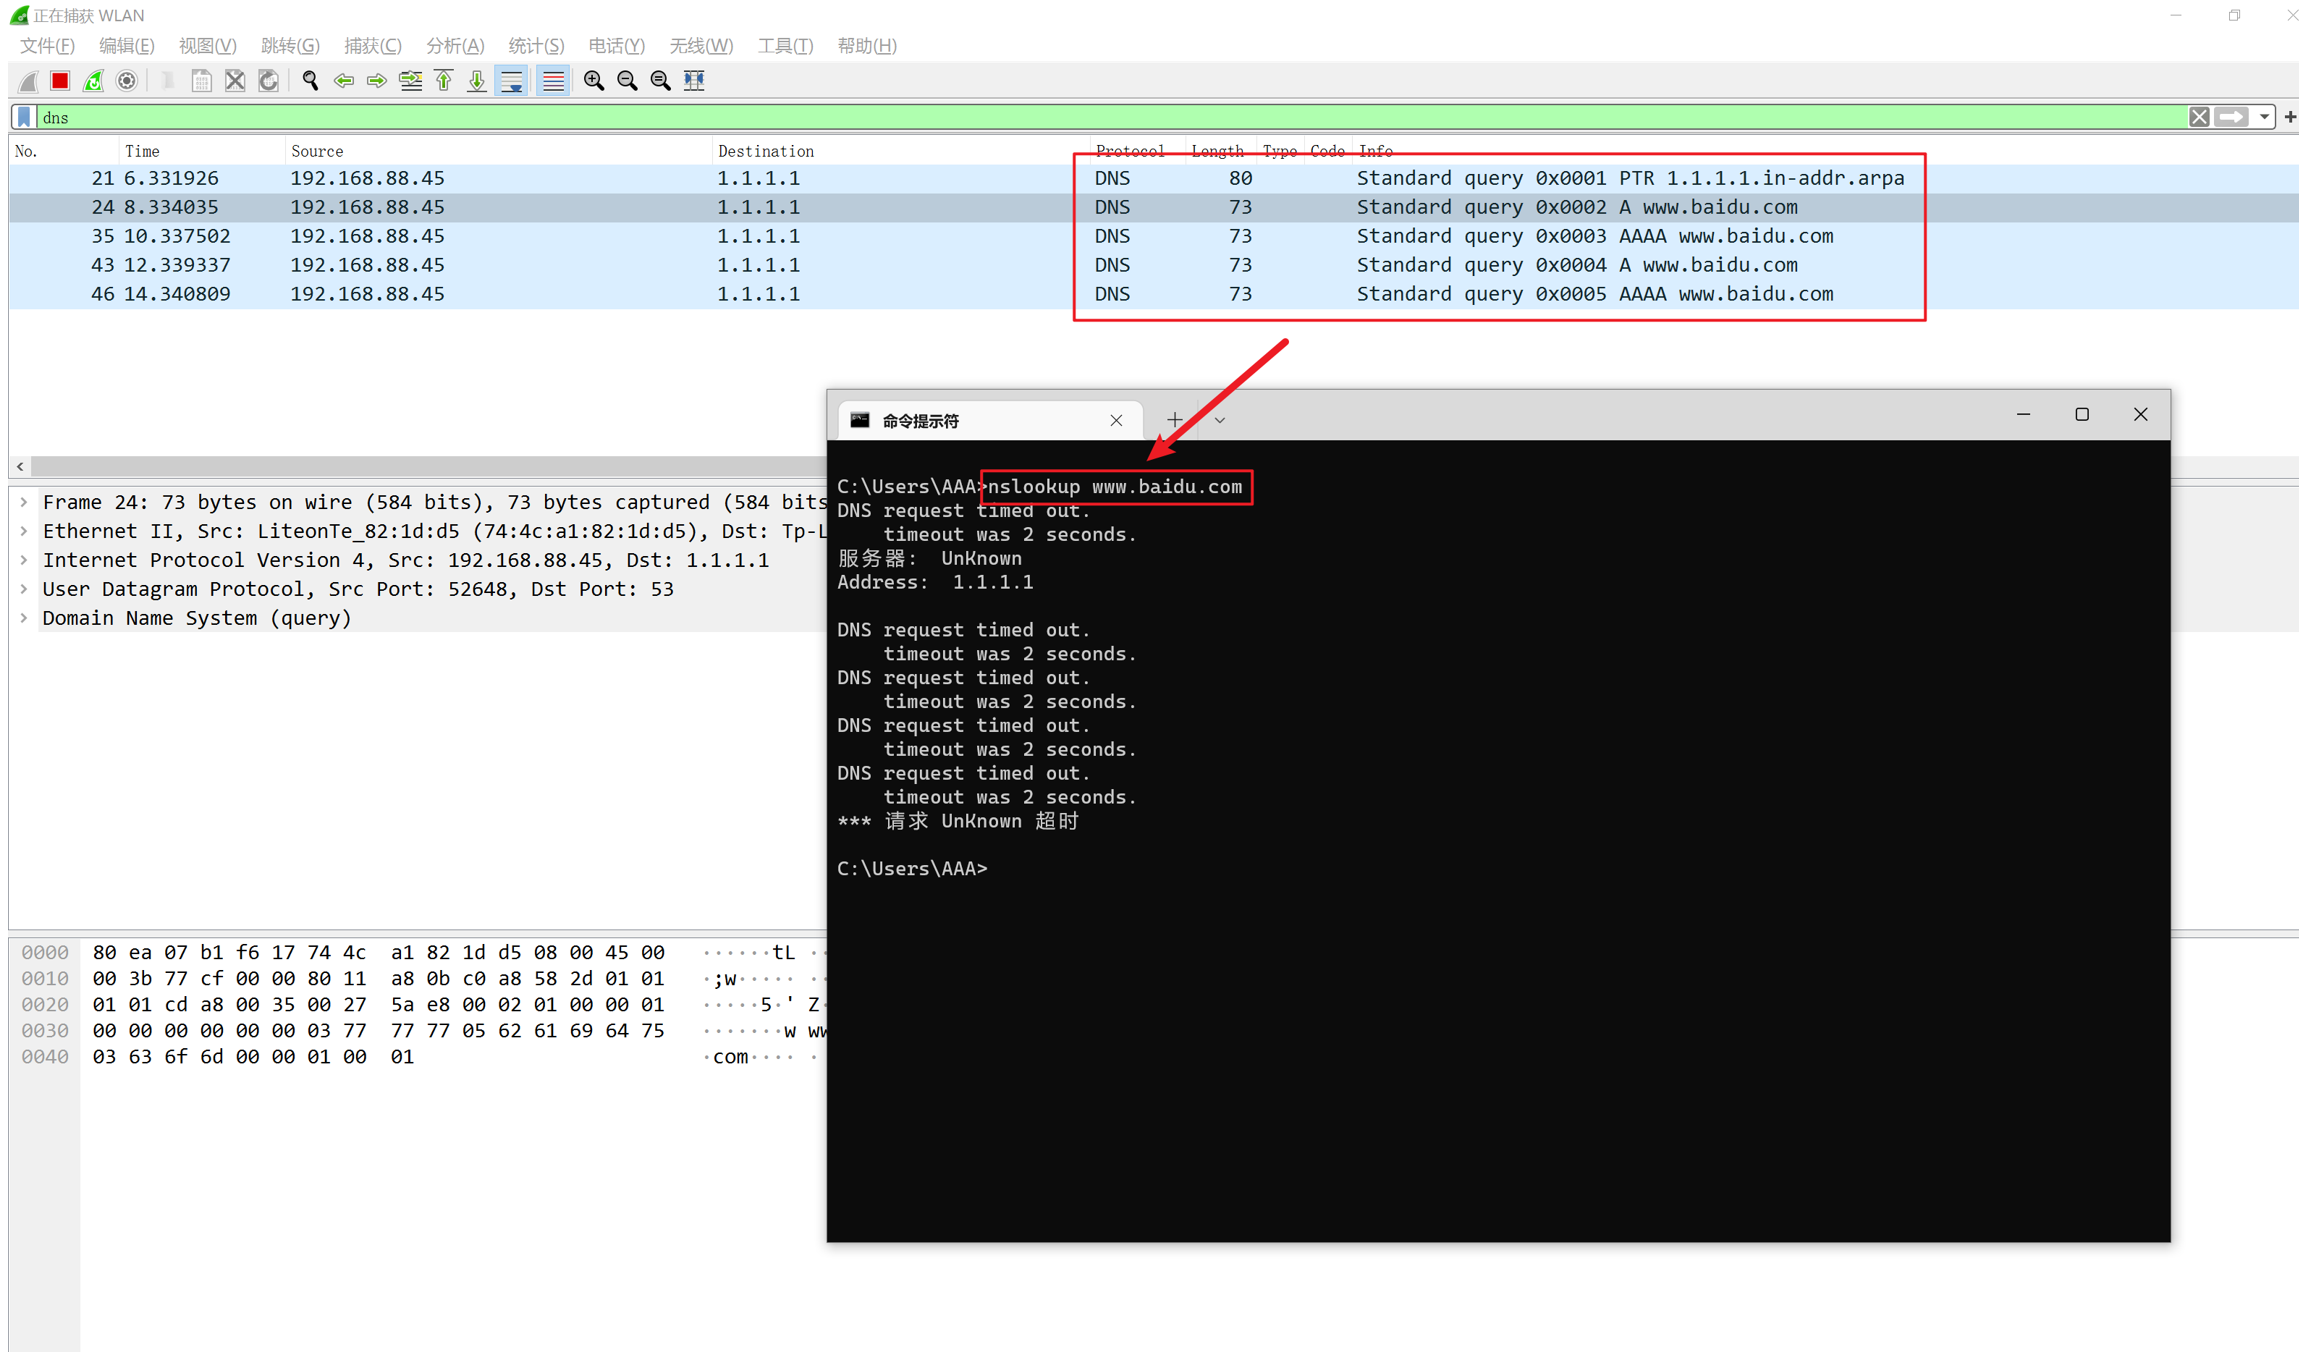 正在捕获 WLAN
文件(F) 编辑(E) 视图(V) 跳转(G) 捕获(C) 分析(A) 统计(S) 电话(Y) 无线(W) 工具(T) 帮助(H)
dns
No. Time Source Destination Protocol Length Type Code Info
21 6.331926 192.168.88.45 1.1.1.1 DNS 80 Standard query 0x0001 PTR 1.1.1.1.in-addr.arpa
24 8.334035 192.168.88.45 1.1.1.1 DNS 73 Standard query 0x0002 A www.baidu.com
35 10.337502 192.168.88.45 1.1.1.1 DNS 73 Standard query 0x0003 AAAA www.baidu.com
43 12.339337 192.168.88.45 1.1.1.1 DNS 73 Standard query 0x0004 A www.baidu.com
46 14.340809 192.168.88.45 1.1.1.1 DNS 73 Standard query 0x0005 AAAA www.baidu.com
Frame 24: 73 bytes on wire (584 bits), 73 bytes captured (584 bits
Ethernet II, Src: LiteonTe_82:1d:d5 (74:4c:a1:82:1d:d5), Dst: Tp-L
Internet Protocol Version 4, Src: 192.168.88.45, Dst: 1.1.1.1
User Datagram Protocol, Src Port: 52648, Dst Port: 53
Domain Name System (query)
命令提示符
C:\Users\AAA>nslookup www.baidu.com
DNS request timed out.
timeout was 2 seconds.
服务器: UnKnown
Address: 1.1.1.1
DNS request timed out.
timeout was 2 seconds.
DNS request timed out.
timeout was 2 seconds.
DNS request timed out.
timeout was 2 seconds.
DNS request timed out.
timeout was 2 seconds.
*** 请求 UnKnown 超时
C:\Users\AAA>
0000 80 ea 07 b1 f6 17 74 4c a1 82 1d d5 08 00 45 00 ······tL ··
0010 00 3b 77 cf 00 00 80 11 a8 0b c0 a8 58 2d 01 01 ·;w····· ··
0020 01 01 cd a8 00 35 00 27 5a e8 00 02 01 00 00 01 ·····5·' Z·
0030 00 00 00 00 00 00 03 77 77 77 05 62 61 69 64 75 ·······w ww
0040 03 63 6f 6d 00 00 01 00 01 ·com···· ·